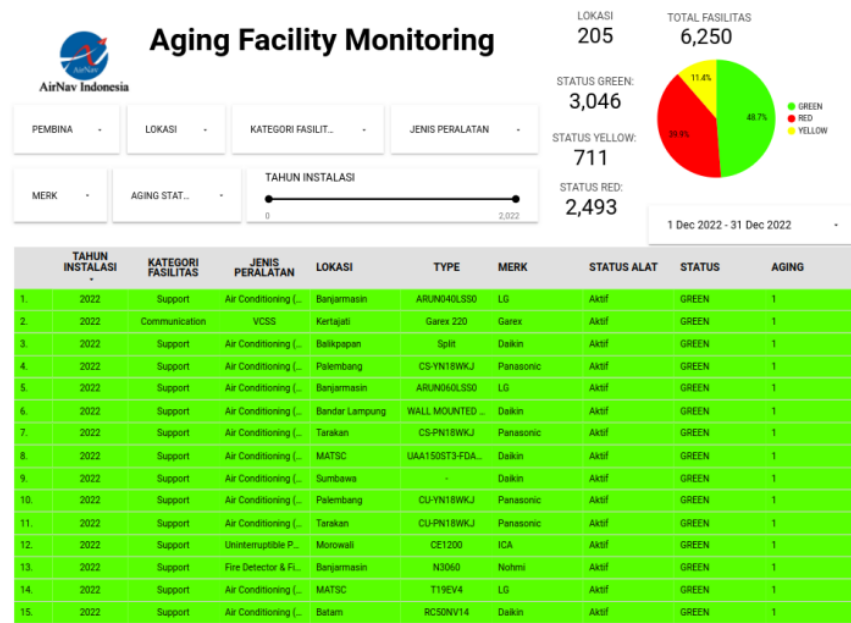 Aging Facility Monitoring
AirNav
AirNav Indonesia
LOKASI
205
TOTAL FASILITAS
6,250
STATUS GREEN:
3,046
STATUS YELLOW:
711
STATUS RED:
2,493
11.4%
48.7%
39.9%
GREEN
RED
YELLOW
PEMBINA
LOKASI
KATEGORI FASILIT...
JENIS PERALATAN
MERK
AGING STAT...
TAHUN INSTALASI
0 2,022
1 Dec 2022 - 31 Dec 2022
TAHUN INSTALASI KATEGORI FASILITAS JENIS PERALATAN LOKASI TYPE MERK STATUS ALAT STATUS AGING
1. 2022 Support Air Conditioning (... Banjarmasin ARUN040LSS0 LG Aktif GREEN 1
2. 2022 Communication VCSS Kertajati Garex 220 Garex Aktif GREEN 1
3. 2022 Support Air Conditioning (... Balikpapan Split Daikin Aktif GREEN 1
4. 2022 Support Air Conditioning (... Palembang CS-YN18WKJ Panasonic Aktif GREEN 1
5. 2022 Support Air Conditioning (... Banjarmasin ARUN060LSS0 LG Aktif GREEN 1
6. 2022 Support Air Conditioning (... Bandar Lampung WALL MOUNTED ... Daikin Aktif GREEN 1
7. 2022 Support Air Conditioning (... Tarakan CS-PN18WKJ Panasonic Aktif GREEN 1
8. 2022 Support Air Conditioning (... MATSC UAA150ST3-FDA... Daikin Aktif GREEN 1
9. 2022 Support Air Conditioning (... Sumbawa - Daikin Aktif GREEN 1
10. 2022 Support Air Conditioning (... Palembang CU-YN18WKJ Panasonic Aktif GREEN 1
11. 2022 Support Air Conditioning (... Tarakan CU-PN18WKJ Panasonic Aktif GREEN 1
12. 2022 Support Uninterruptible P... Morowali CE1200 ICA Aktif GREEN 1
13. 2022 Support Fire Detector & Fi... Banjarmasin N3060 Nohmi Aktif GREEN 1
14. 2022 Support Air Conditioning (... MATSC T19EV4 LG Aktif GREEN 1
15. 2022 Support Air Conditioning (... Batam RC50NV14 Daikin Aktif GREEN 1